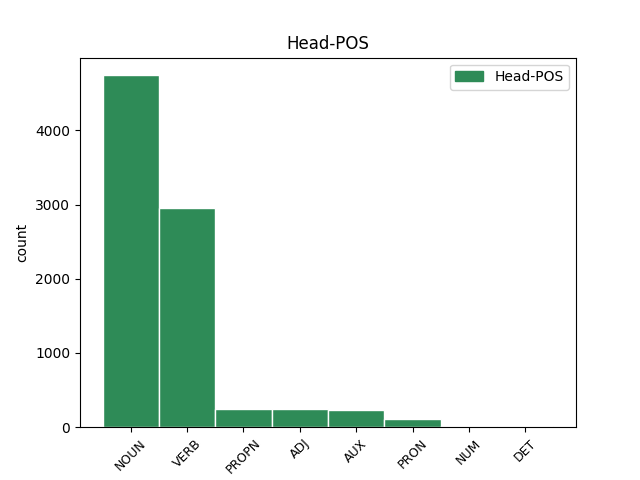 Head-POS
Head-POS
4000
3000
2000
1000
0
count
NOUN
VERB
PROPN
ADJ
AUX
PRON
NUM
DET